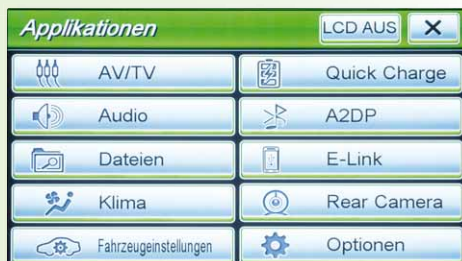 Applikationen
LCD AUS
AV/TV
Quick Charge
Audio
A2DP
Dateien
E-Link
Klima
Rear Camera
Fahrzeugeinstellungen
Optionen